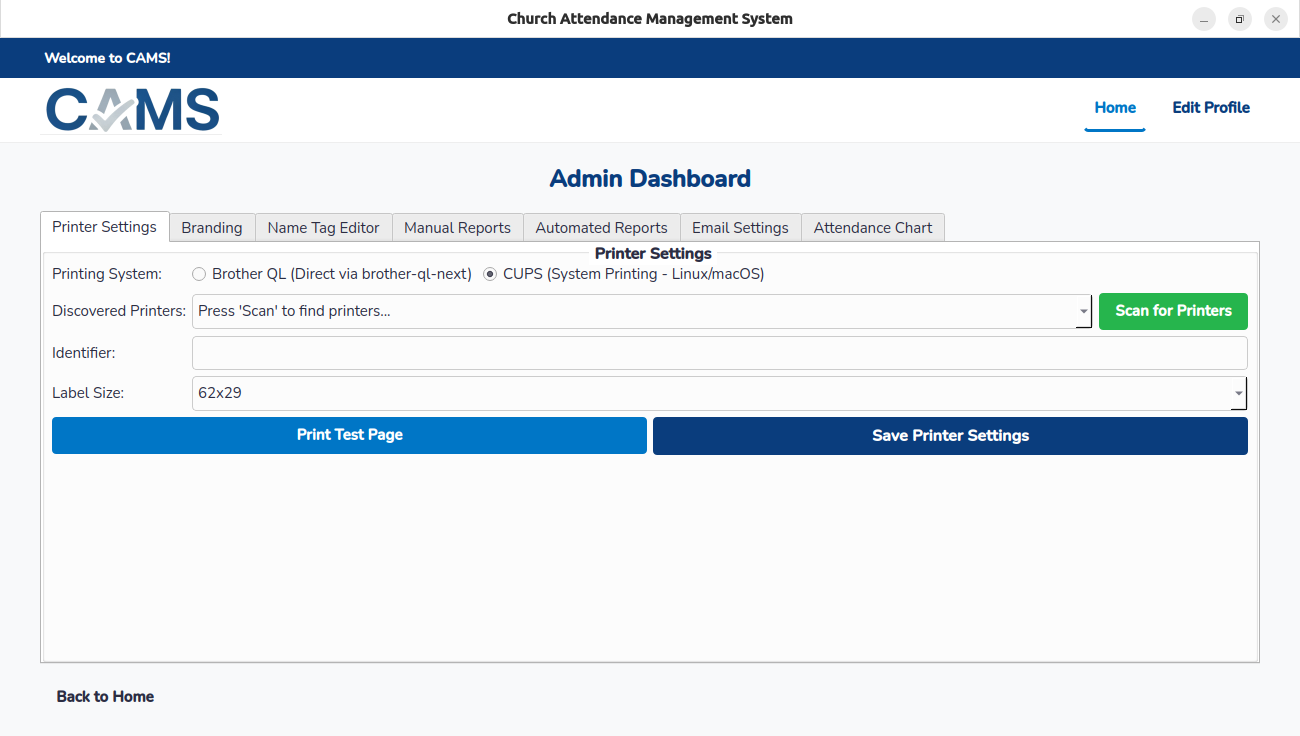 Church Attendance Management System
Welcome to CAMS!
CAMS
Home Edit Profile
Admin Dashboard
Printer Settings Branding Name Tag Editor Manual Reports Automated Reports Email Settings Attendance Chart
Printer Settings
Printing System: Brother QL (Direct via brother-ql-next) CUPS (System Printing - Linux/macOS)
Discovered Printers: Press 'Scan' to find printers... Scan for Printers
Identifier:
Label Size: 62x29
Print Test Page Save Printer Settings
Back to Home